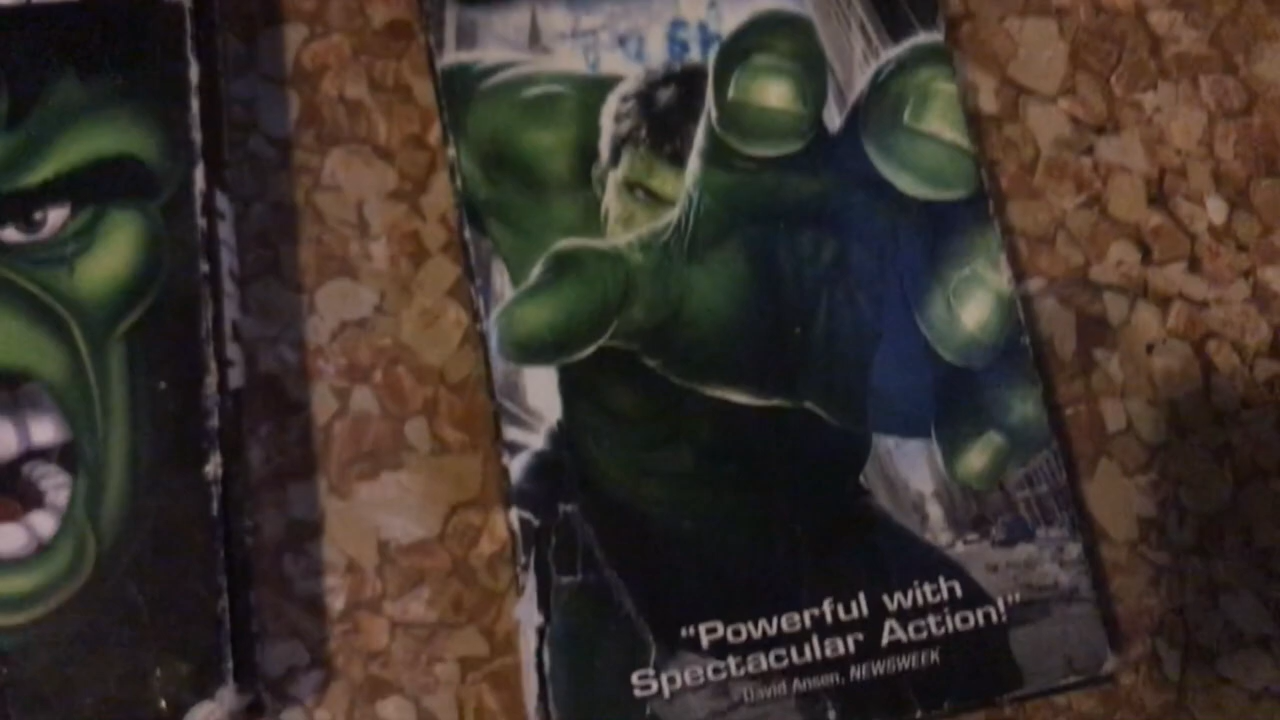 “Powerful with
Spectacular Action!”
David Ansen, NEWSWEEK